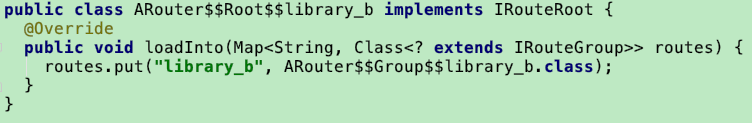 public class ARouter$$Root$$library_b implements IRouteRoot {
  @Override
  public void loadInto(Map<String, Class<? extends IRouteGroup>> routes) {
    routes.put("library_b", ARouter$$Group$$library_b.class);
  }
}